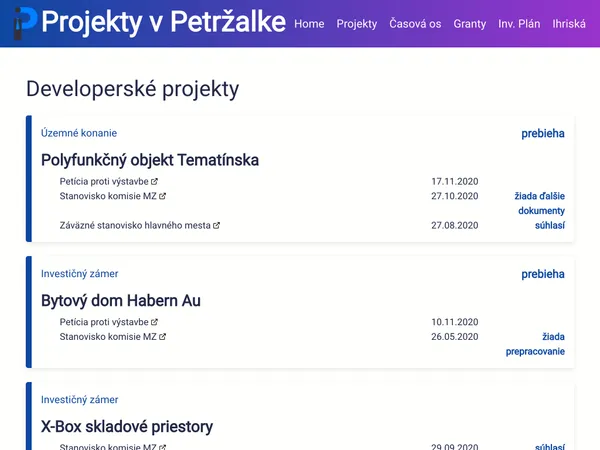 Projekty v Petržalke Home Projekty Časová os Granty Inv. Plán Ihriská
Developerské projekty
Územné konanie prebieha
Polyfunkčný objekt Tematínska
Petícia proti výstavbe 17.11.2020
Stanovisko komisie MZ 27.10.2020 žiada ďalšie
dokumenty
Záväzné stanovisko hlavného mesta 27.08.2020 súhlasí
Investičný zámer prebieha
Bytový dom Habern Au
Petícia proti výstavbe 10.11.2020
Stanovisko komisie MZ 26.05.2020 žiada
prepracovanie
Investičný zámer
X-Box skladové priestory
Stanovisko komisie MZ 29.09.2020 súhlasí